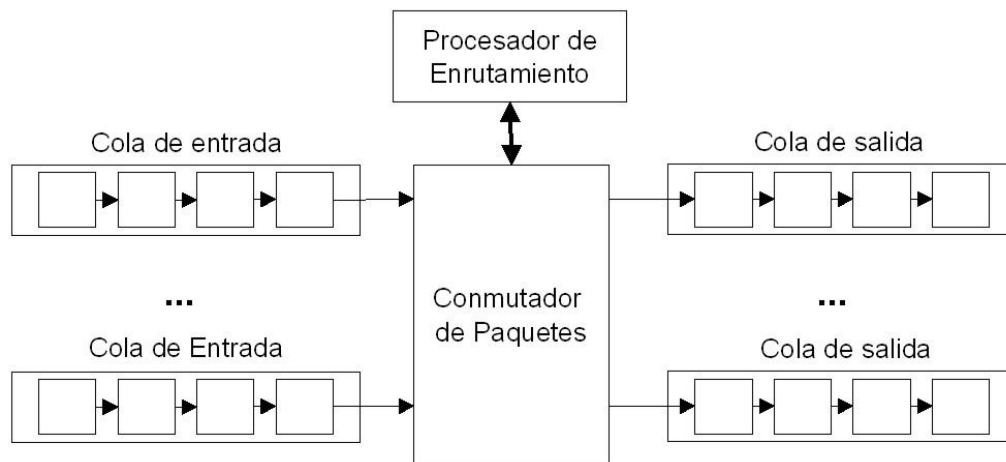 Procesador de
Enrutamiento
Cola de entrada
Cola de salida
...
...
Conmutador
de Paquetes
Cola de Entrada
Cola de salida